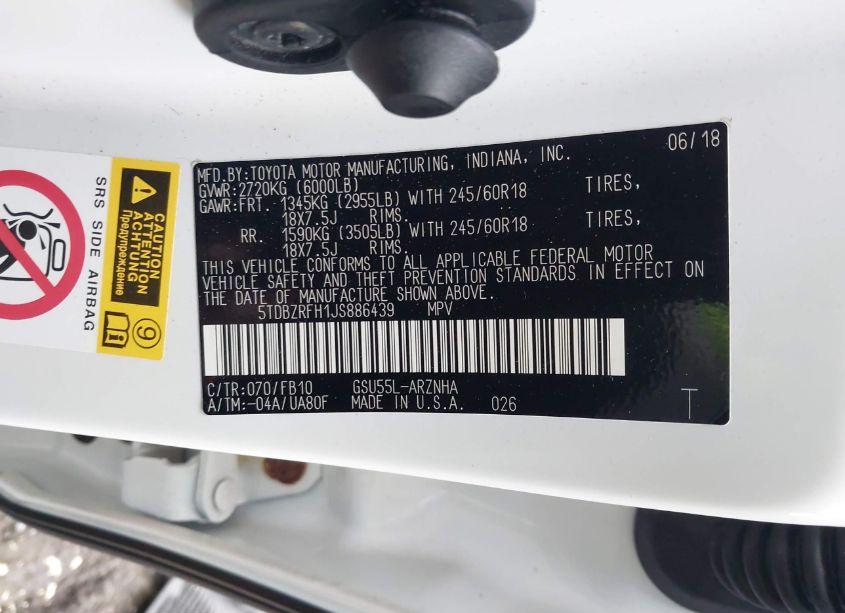 SRS SIDE AIRBAG
CAUTION
ATTENTION
ACHTUNG
Предупреждение
9
MFD.BY:TOYOTA MOTOR MANUFACTURING, INDIANA, INC. 06/18
GVWR:2720KG (6000LB)
GAWR:FRT. 1345KG (2955LB) WITH 245/60R18 TIRES,
18X7.5J RIMS.
RR. 1590KG (3505LB) WITH 245/60R18 TIRES,
18X7.5J RIMS.
THIS VEHICLE CONFORMS TO ALL APPLICABLE FEDERAL MOTOR
VEHICLE SAFETY AND THEFT PREVENTION STANDARDS IN EFFECT ON
THE DATE OF MANUFACTURE SHOWN ABOVE.
5TDBZRFH1JS886439 MPV
C/TR:070/FB10 GSU55L-ARZNHA
A/TM:-04A/UA80F MADE IN U.S.A. 026
T